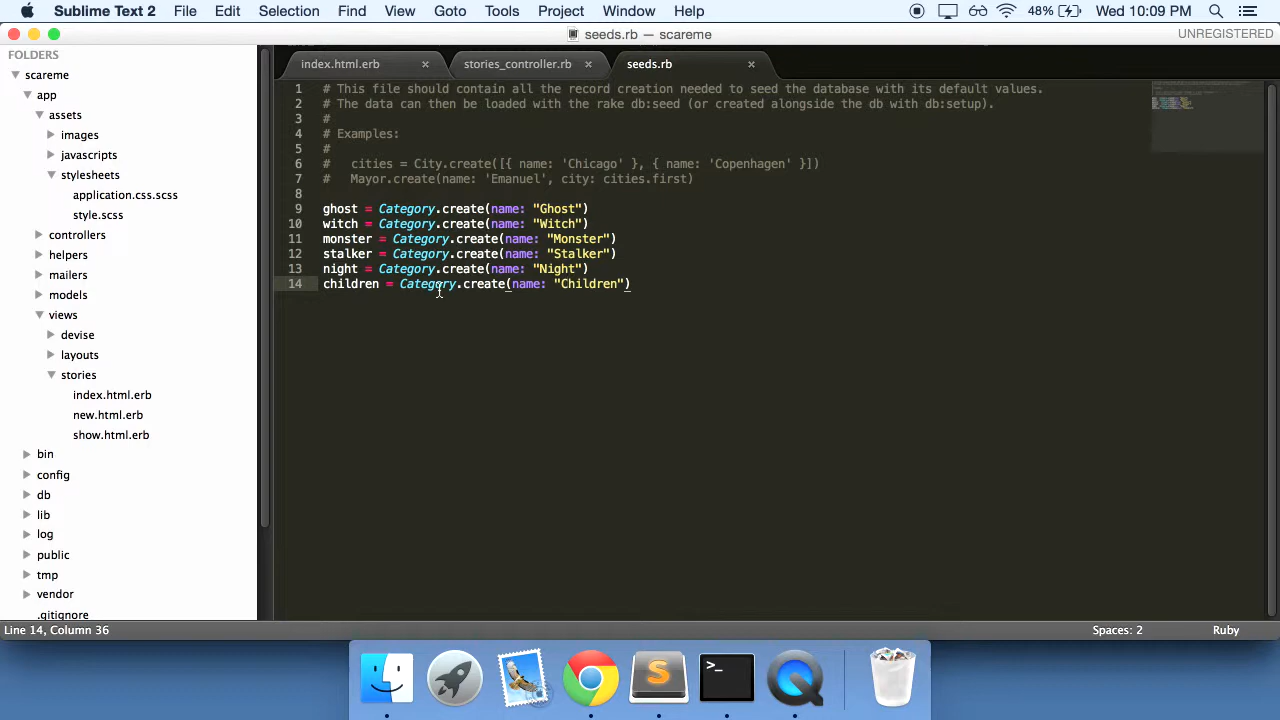 Sublime Text 2 File Edit Selection Find View Goto Tools Project Window Help 48% Wed 10:09 PM
seeds.rb — scareme UNREGISTERED
FOLDERS
scareme
app
assets
images
javascripts
stylesheets
application.css.scss
style.scss
controllers
helpers
mailers
models
views
devise
layouts
stories
index.html.erb
new.html.erb
show.html.erb
bin
config
db
lib
log
public
tmp
vendor
.gitignore
index.html.erb × stories_controller.rb × seeds.rb ×
1 # This file should contain all the record creation needed to seed the database with its default values.
2 # The data can then be loaded with the rake db:seed (or created alongside the db with db:setup).
3 #
4 # Examples:
5 #
6 #   cities = City.create([{ name: 'Chicago' }, { name: 'Copenhagen' }])
7 #   Mayor.create(name: 'Emanuel', city: cities.first)
8
9 ghost = Category.create(name: "Ghost")
10 witch = Category.create(name: "Witch")
11 monster = Category.create(name: "Monster")
12 stalker = Category.create(name: "Stalker")
13 night = Category.create(name: "Night")
14 children = Category.create(name: "Children")
Line 14, Column 36 Spaces: 2 Ruby
S >_